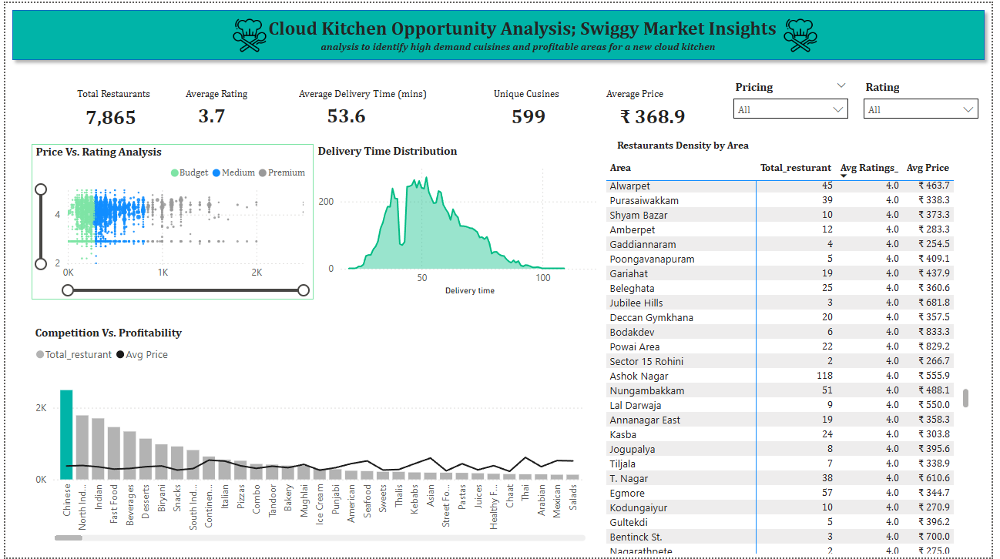 Cloud Kitchen Opportunity Analysis; Swiggy Market Insights
analysis to identify high demand cuisines and profitable areas for a new cloud kitchen
Total Restaurants
7,865
Average Rating
3.7
Average Delivery Time (mins)
53.6
Unique Cusines
599
Average Price
₹ 368.9
Pricing
All
Rating
All
Price Vs. Rating Analysis
Budget Medium Premium
4
2
0K 1K 2K
Delivery Time Distribution
200
0
50 100
Delivery time
Competition Vs. Profitability
Total_resturant Avg Price
2K
0K
Chinese
North Ind...
Indian
Fast Food
Beverages
Desserts
Biryani
Snacks
South Ind...
Continen...
Italian
Pizzas
Combo
Tandoor
Bakery
Mughlai
Ice Cream
Punjabi
American
Seafood
Sweets
Thalis
Kebabs
Asian
Street Fo...
Pastas
Juices
Healthy F...
Chaat
Thai
Arabian
Mexican
Salads
Restaurants Density by Area
Area Total_resturant Avg Ratings_ Avg Price
Alwarpet 45 4.0 ₹ 463.7
Purasaiwakkam 39 4.0 ₹ 338.3
Shyam Bazar 10 4.0 ₹ 373.3
Amberpet 12 4.0 ₹ 283.3
Gaddiannaram 4 4.0 ₹ 254.5
Poongavanapuram 5 4.0 ₹ 409.1
Gariahat 19 4.0 ₹ 437.9
Beleghata 25 4.0 ₹ 360.6
Jubilee Hills 3 4.0 ₹ 681.8
Deccan Gymkhana 20 4.0 ₹ 357.5
Bodakdev 6 4.0 ₹ 833.3
Powai Area 22 4.0 ₹ 829.2
Sector 15 Rohini 2 4.0 ₹ 266.7
Ashok Nagar 118 4.0 ₹ 555.9
Nungambakkam 51 4.0 ₹ 488.1
Lal Darwaja 9 4.0 ₹ 550.0
Annanagar East 19 4.0 ₹ 358.3
Kasba 24 4.0 ₹ 303.8
Jogupalya 8 4.0 ₹ 395.6
Tiljala 7 4.0 ₹ 338.9
T. Nagar 38 4.0 ₹ 610.6
Egmore 57 4.0 ₹ 344.7
Kodungaiyur 10 4.0 ₹ 270.9
Gultekdi 5 4.0 ₹ 396.2
Bentinck St. 3 4.0 ₹ 700.0
Nagarathpete 2 4.0 ₹ 275.0